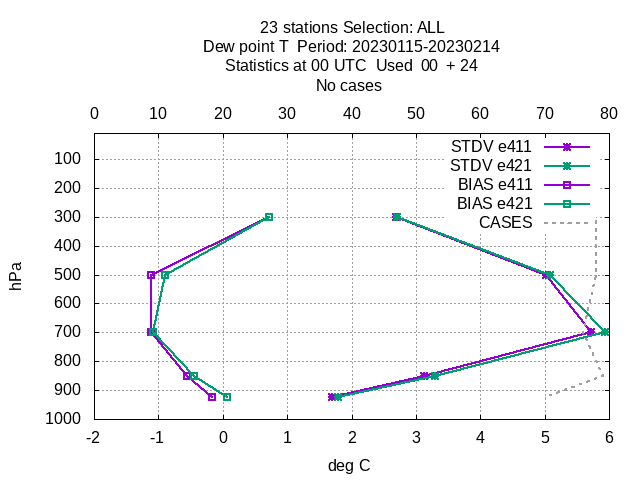 23 stations Selection: ALL
Dew point T  Period: 20230115-20230214
Statistics at 00 UTC  Used  00  + 24
No cases
0 10 20 30 40 50 60 70 80
STDV e411
STDV e421
BIAS e411
BIAS e421
CASES
100
200
300
400
500
600
700
800
900
1000
hPa
-2 -1 0 1 2 3 4 5 6
deg C